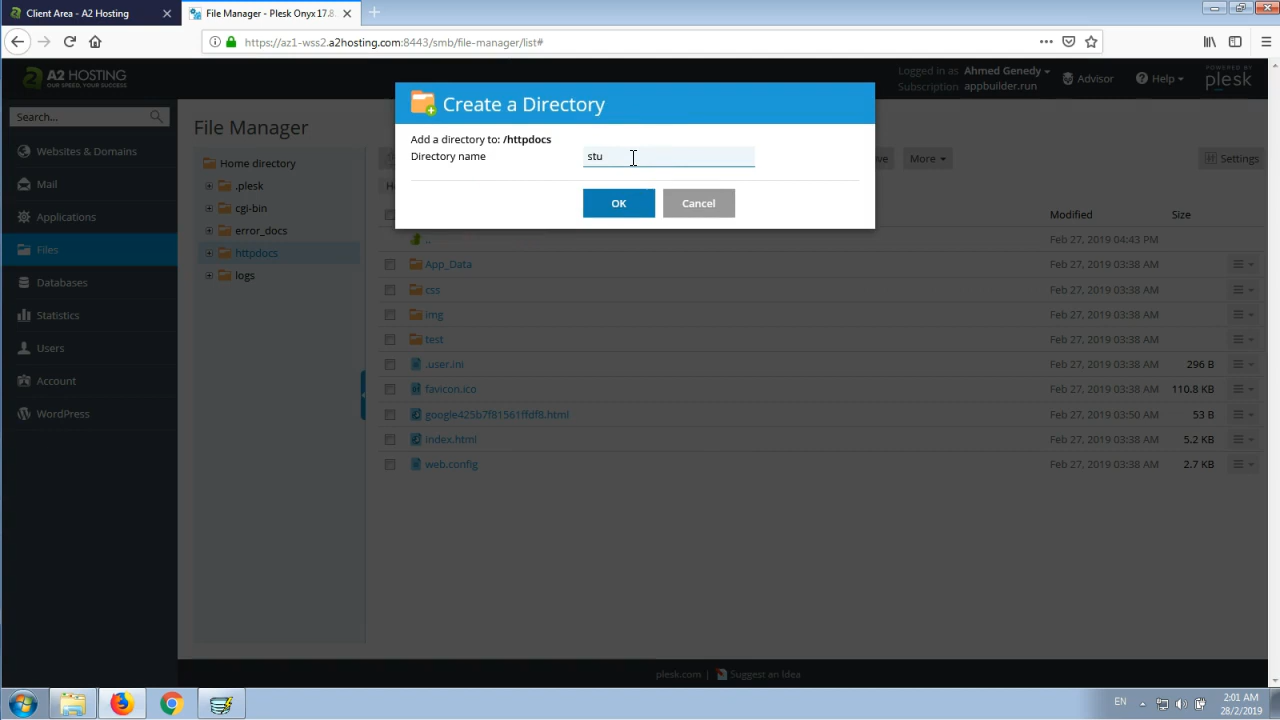 Client Area - A2 Hosting
File Manager - Plesk Onyx 17.8.
https://az1-wss2.a2hosting.com:8443/smb/file-manager/list#
A2 HOSTING
OUR SPEED, YOUR SUCCESS
Logged in as Ahmed Genedy
Subscription appbuilder.run
Advisor
Help
POWERED BY
plesk
Search...
Websites & Domains
Mail
Applications
Files
Databases
Statistics
Users
Account
WordPress
File Manager
Home directory
.plesk
cgi-bin
error_docs
httpdocs
logs
Create a Directory
Add a directory to: /httpdocs
Directory name stu
OK Cancel
More
Settings
Modified Size
.. Feb 27, 2019 04:43 PM
App_Data Feb 27, 2019 03:38 AM
css Feb 27, 2019 03:38 AM
img Feb 27, 2019 03:38 AM
test Feb 27, 2019 03:38 AM
.user.ini Feb 27, 2019 03:38 AM 296 B
favicon.ico Feb 27, 2019 03:38 AM 110.8 KB
google425b7f81561ffdf8.html Feb 27, 2019 03:50 AM 53 B
index.html Feb 27, 2019 03:38 AM 5.2 KB
web.config Feb 27, 2019 03:38 AM 2.7 KB
plesk.com | Suggest an Idea
EN
2:01 AM
28/2/2019